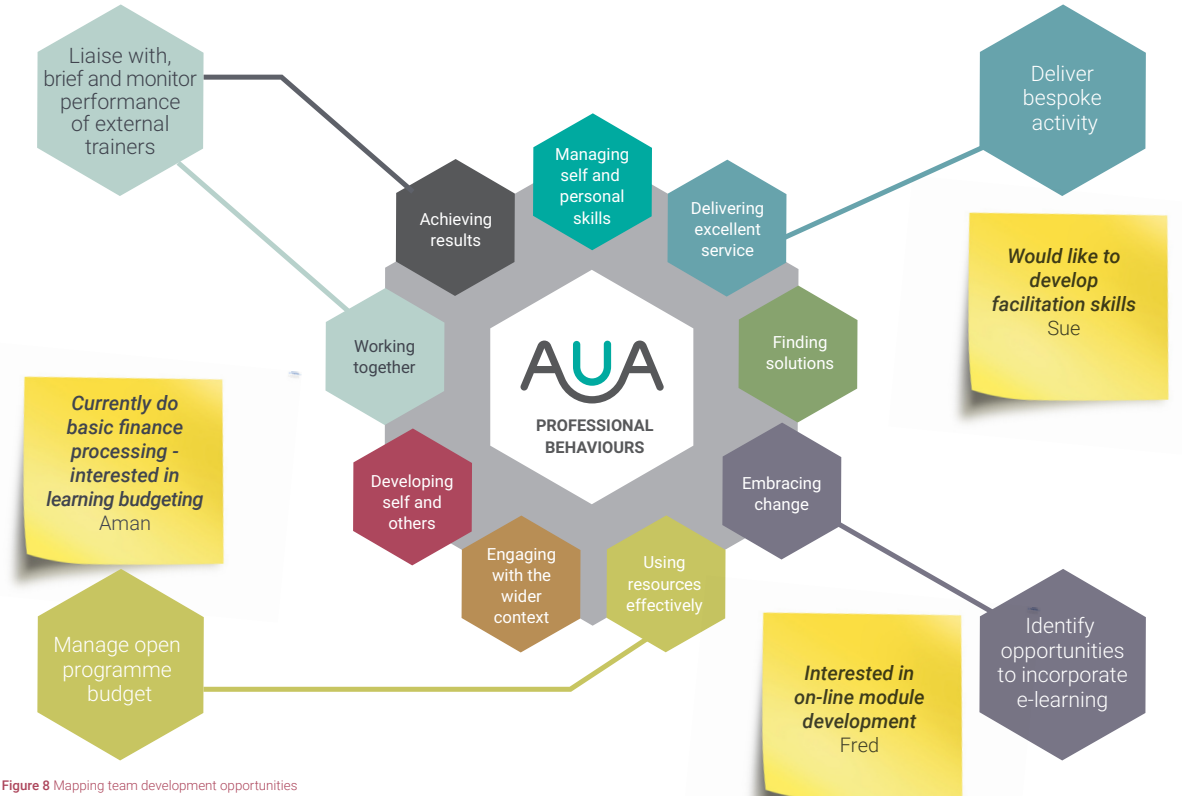 Liaise with,
brief and monitor
performance
of external
trainers
Deliver
bespoke
activity
Managing
self and
personal
skills
Achieving
results
Delivering
excellent
service
Would like to
develop
facilitation skills
Sue
Working
together
AUA
PROFESSIONAL
BEHAVIOURS
Finding
solutions
Currently do
basic finance
processing -
interested in
learning budgeting
Aman
Developing
self and
others
Embracing
change
Engaging
with the
wider
context
Using
resources
effectively
Manage open
programme
budget
Interested in
on-line module
development
Fred
Identify
opportunities
to incorporate
e-learning
Figure 8 Mapping team development opportunities